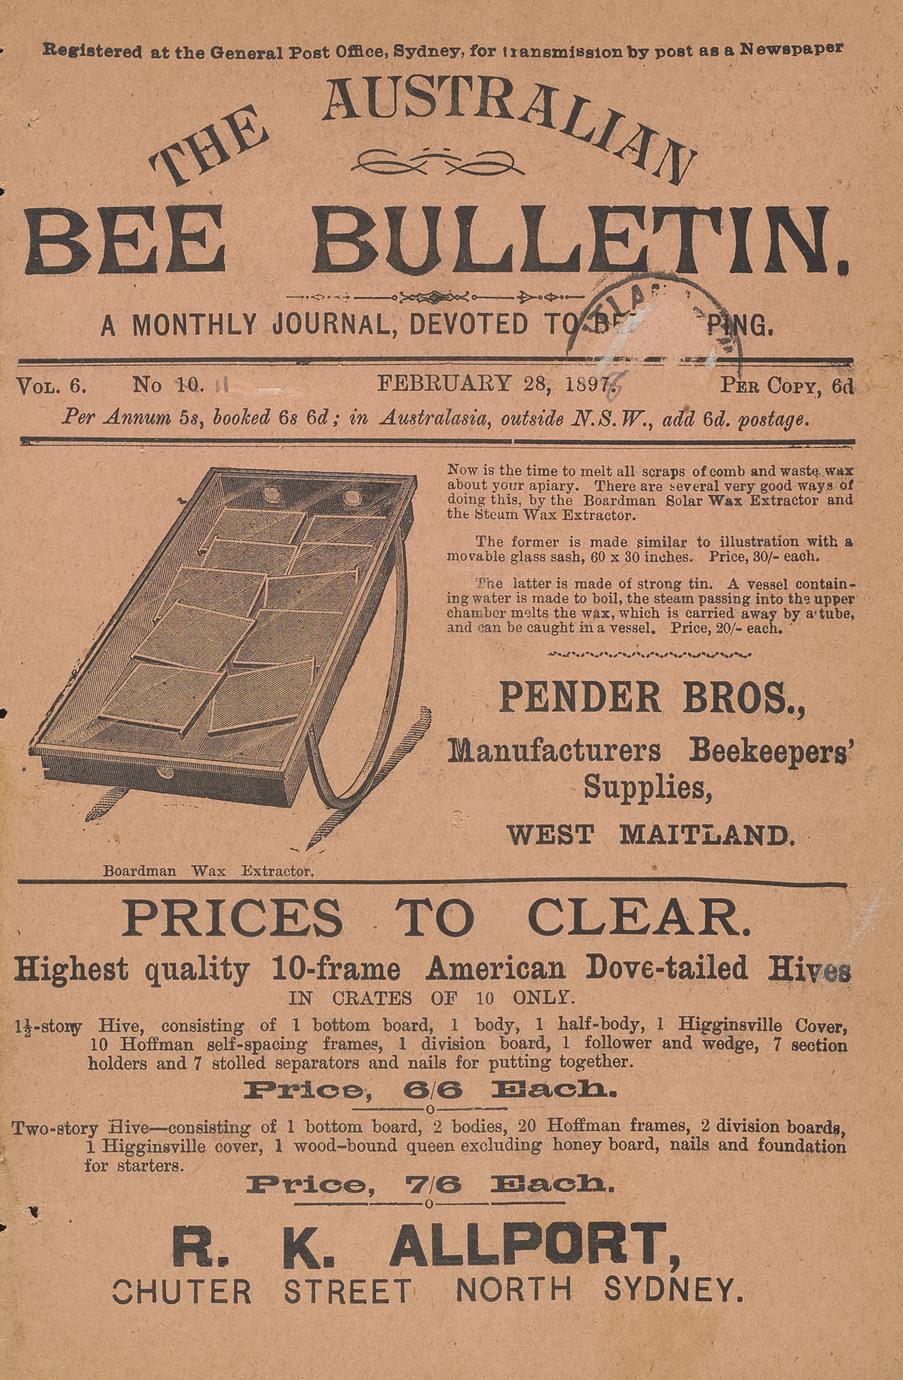 Registered at the General Post Office, Sydney, for transmission by post as a Newspaper
THE AUSTRALIAN
BEE BULLETIN.
A MONTHLY JOURNAL, DEVOTED TO BE PING.
VOL. 6. No 10. 11 FEBRUARY 28, 1897. PER COPY, 6d
Per Annum 5s, booked 6s 6d; in Australasia, outside N.S.W., add 6d. postage.
Now is the time to melt all scraps of comb and waste wax
about your apiary. There are several very good ways of
doing this, by the Boardman Solar Wax Extractor and
the Steam Wax Extractor.
The former is made similar to illustration with a
movable glass sash, 60 x 30 inches. Price, 30/- each.
The latter is made of strong tin. A vessel contain-
ing water is made to boil, the steam passing into the upper
chamber melts the wax, which is carried away by a tube,
and can be caught in a vessel. Price, 20/- each.
PENDER BROS.,
Manufacturers Beekeepers'
Supplies,
WEST MAITLAND.
Boardman Wax Extractor.
PRICES TO CLEAR.
Highest quality 10-frame American Dove-tailed Hives
IN CRATES OF 10 ONLY.
1½-story Hive, consisting of 1 bottom board, 1 body, 1 half-body, 1 Higginsville Cover,
10 Hoffman self-spacing frames, 1 division board, 1 follower and wedge, 7 section
holders and 7 stolled separators and nails for putting together.
Price, 6/6 Each.
Two-story Hive—consisting of 1 bottom board, 2 bodies, 20 Hoffman frames, 2 division boards,
1 Higginsville cover, 1 wood-bound queen excluding honey board, nails and foundation
for starters.
Price, 7/6 Each.
R. K. ALLPORT,
CHUTER STREET NORTH SYDNEY.